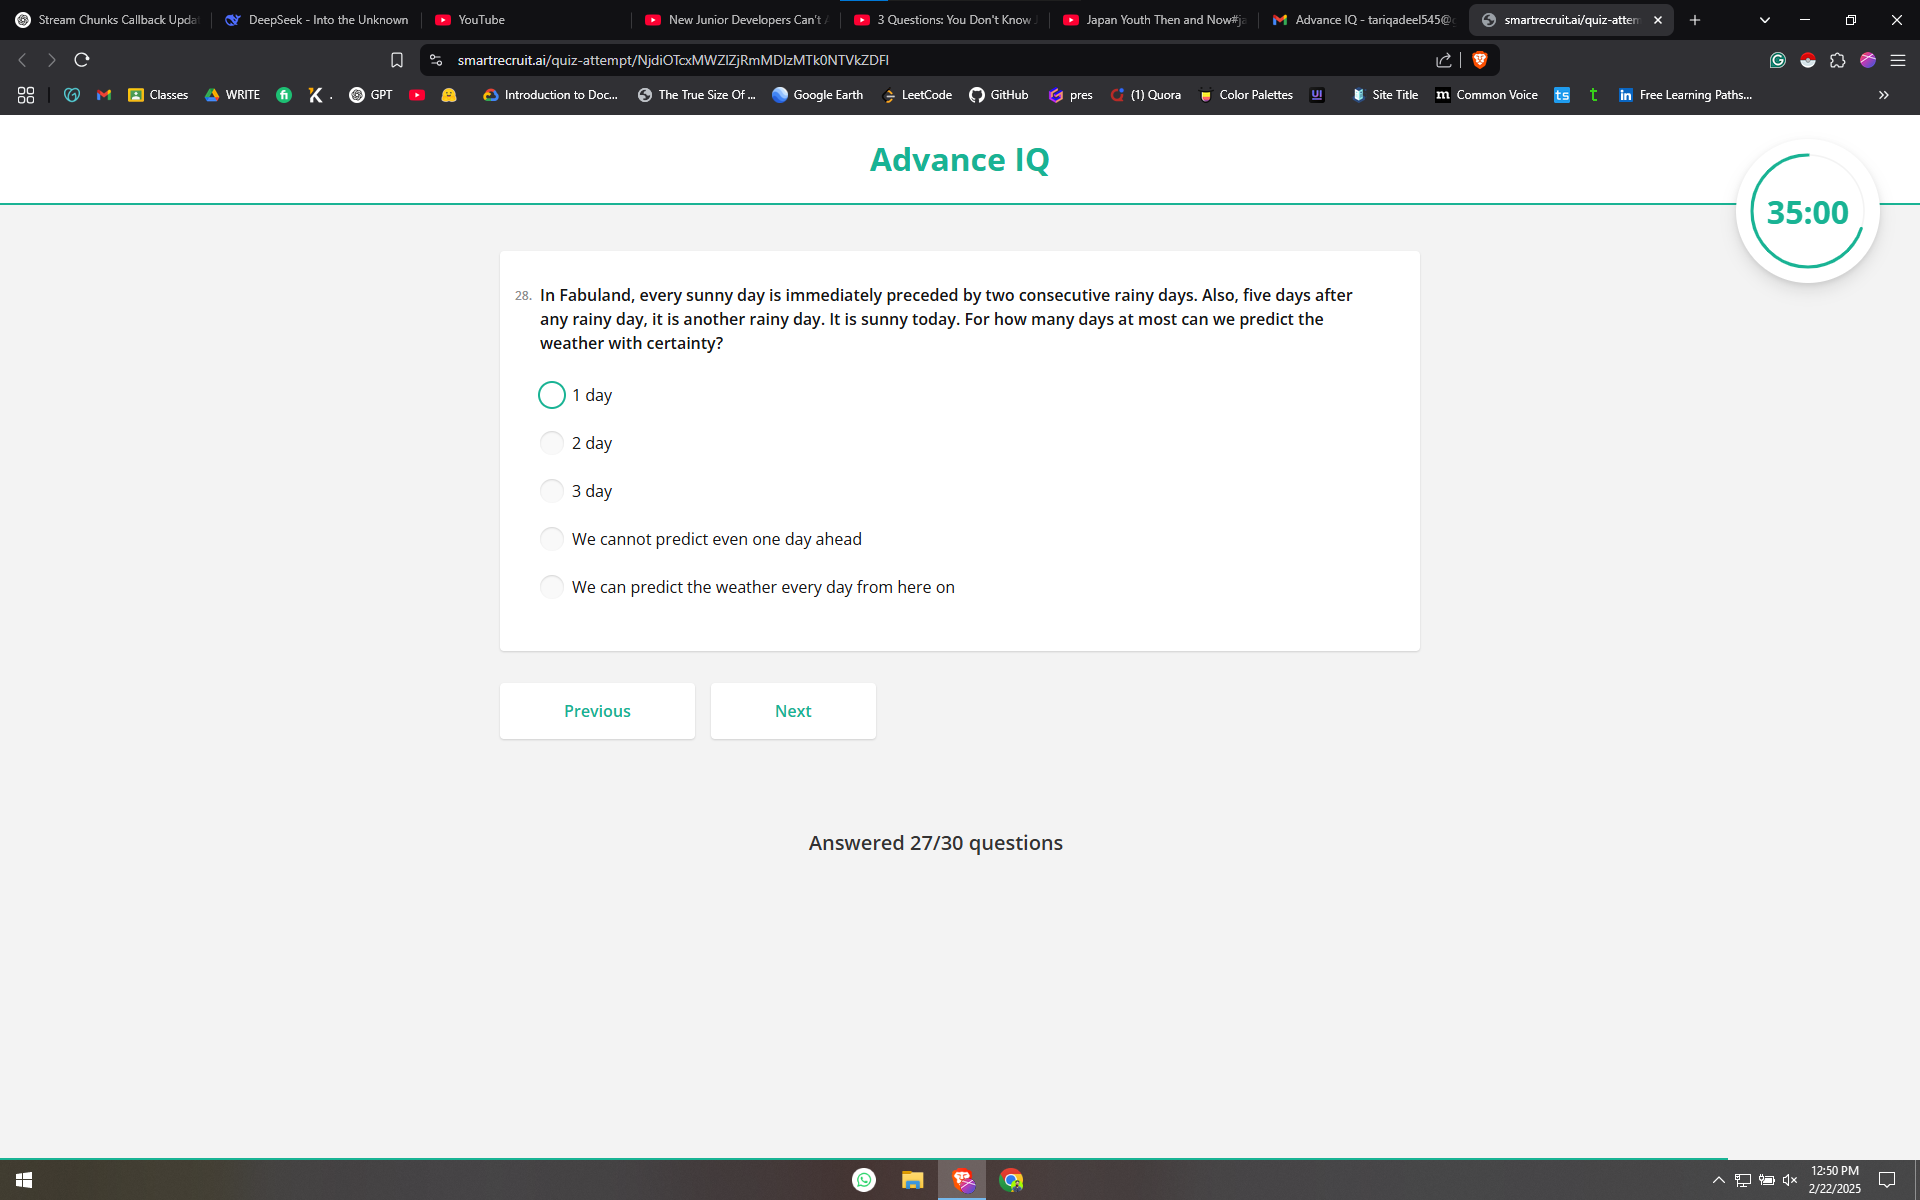 Stream Chunks Callback Upda
DeepSeek - Into the Unknown
YouTube
New Junior Developers Can't
3 Questions: You Don't Know
Japan Youth Then and Now#ja
Advance IQ - tariqadeel545@g
smartrecruit.ai/quiz-attem
smartrecruit.ai/quiz-attempt/
Classes
WRITE
K .
GPT
Introduction to Doc...
The True Size Of ...
Google Earth
LeetCode
GitHub
pres
(1) Quora
Color Palettes
UI
Site Title
m Common Voice
ts
t
in Free Learning Paths...
Advance IQ
35:00
28. In Fabuland, every sunny day is immediately preceded by two consecutive rainy days. Also, five days after
any rainy day, it is another rainy day. It is sunny today. For how many days at most can we predict the
weather with certainty?
1 day
2 day
3 day
We cannot predict even one day ahead
We can predict the weather every day from here on
Previous
Next
Answered 27/30 questions
12:50 PM
2/22/2025